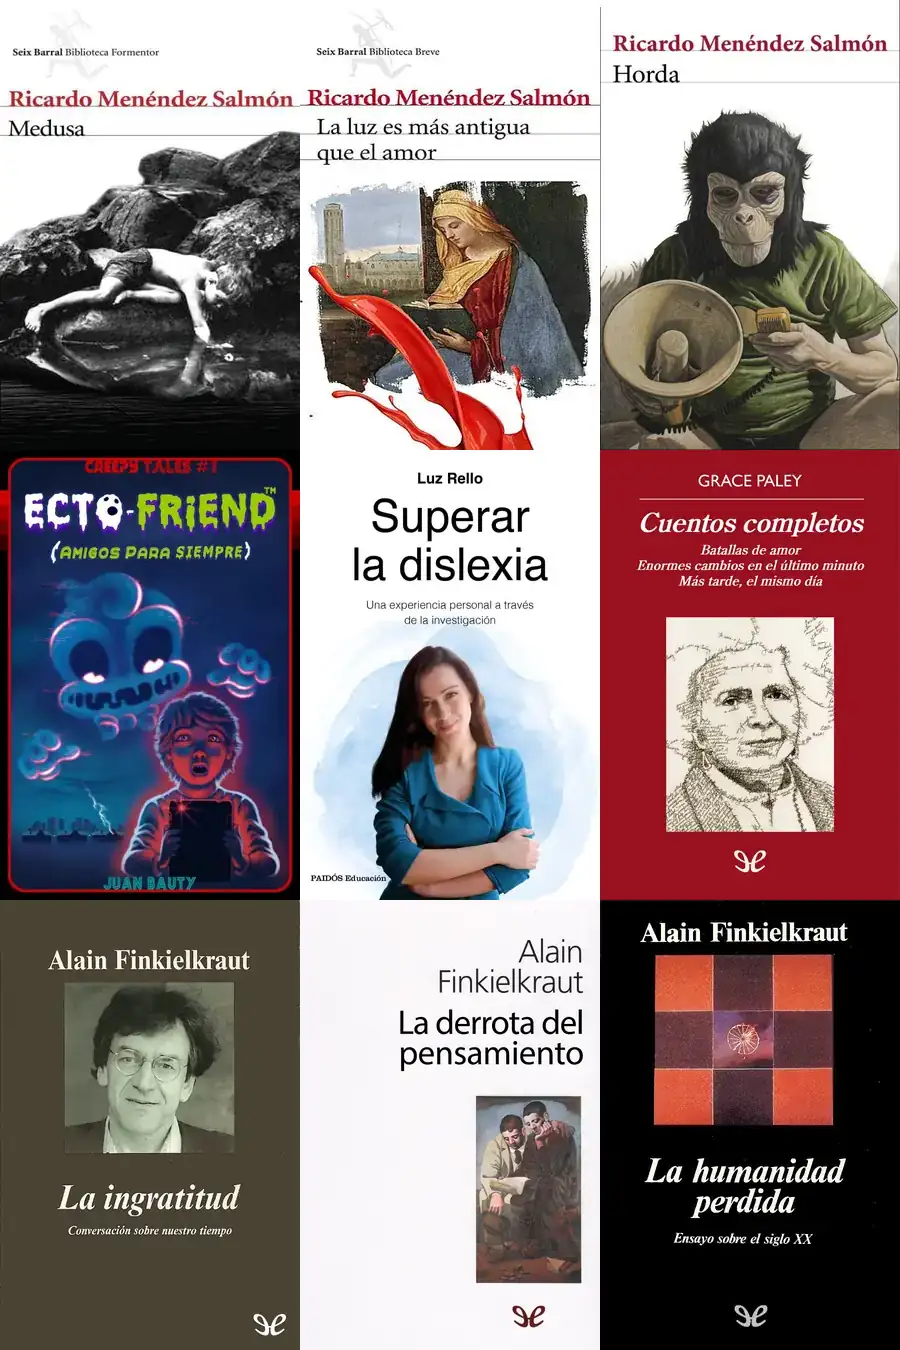 Seix Barral Biblioteca Formentor
Ricardo Menéndez Salmón
Medusa
Seix Barral Biblioteca Breve
Ricardo Menéndez Salmón
La luz es más antigua
que el amor
Ricardo Menéndez Salmón
Horda
CREEPY TALES #1
ECTO-FRiEND™
(AMIGOS PARA SIEMPRE)
JUAN BAUTY
Luz Rello
Superar
la dislexia
Una experiencia personal a través
de la investigación
PAIDÓS Educación
GRACE PALEY
Cuentos completos
Batallas de amor
Enormes cambios en el último minuto
Más tarde, el mismo día
Alain Finkielkraut
La ingratitud
Conversación sobre nuestro tiempo
Alain
Finkielkraut
La derrota del
pensamiento
Alain Finkielkraut
La humanidad
perdida
Ensayo sobre el siglo XX